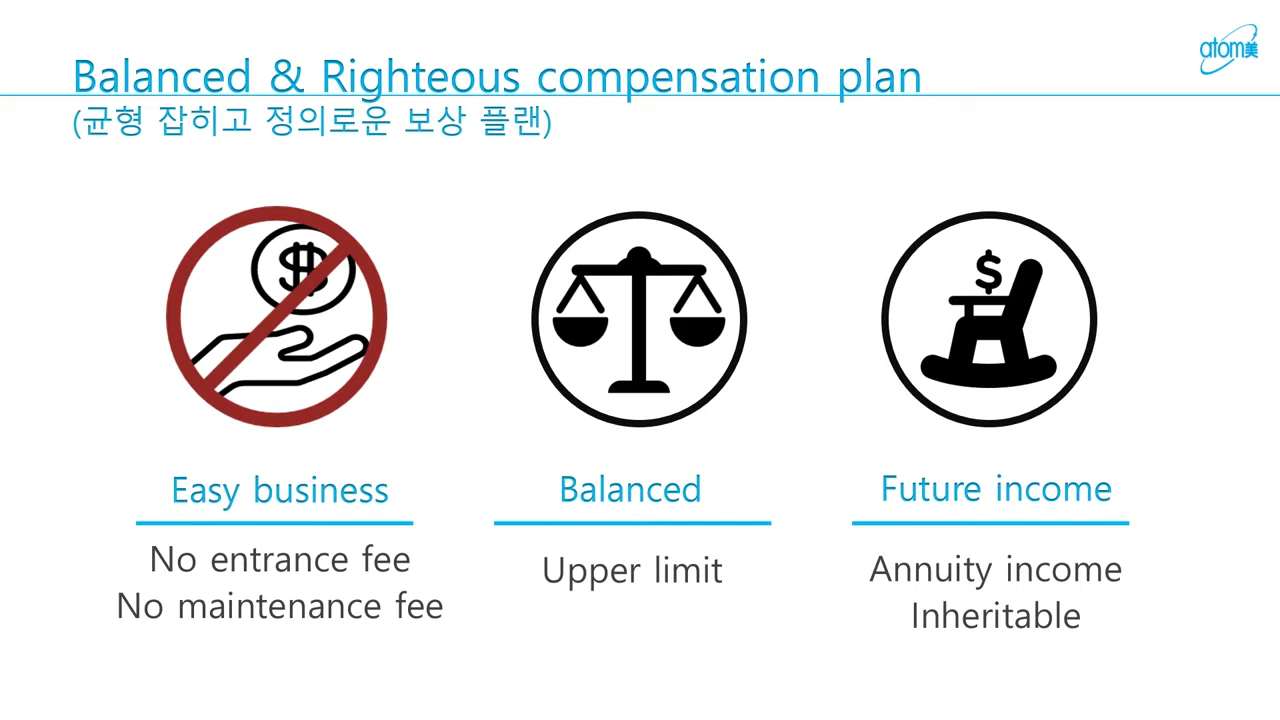 atom美
Balanced & Righteous compensation plan
(균형 잡히고 정의로운 보상 플랜)
$
$
Easy business
No entrance fee
No maintenance fee
Balanced
Upper limit
Future income
Annuity income
Inheritable